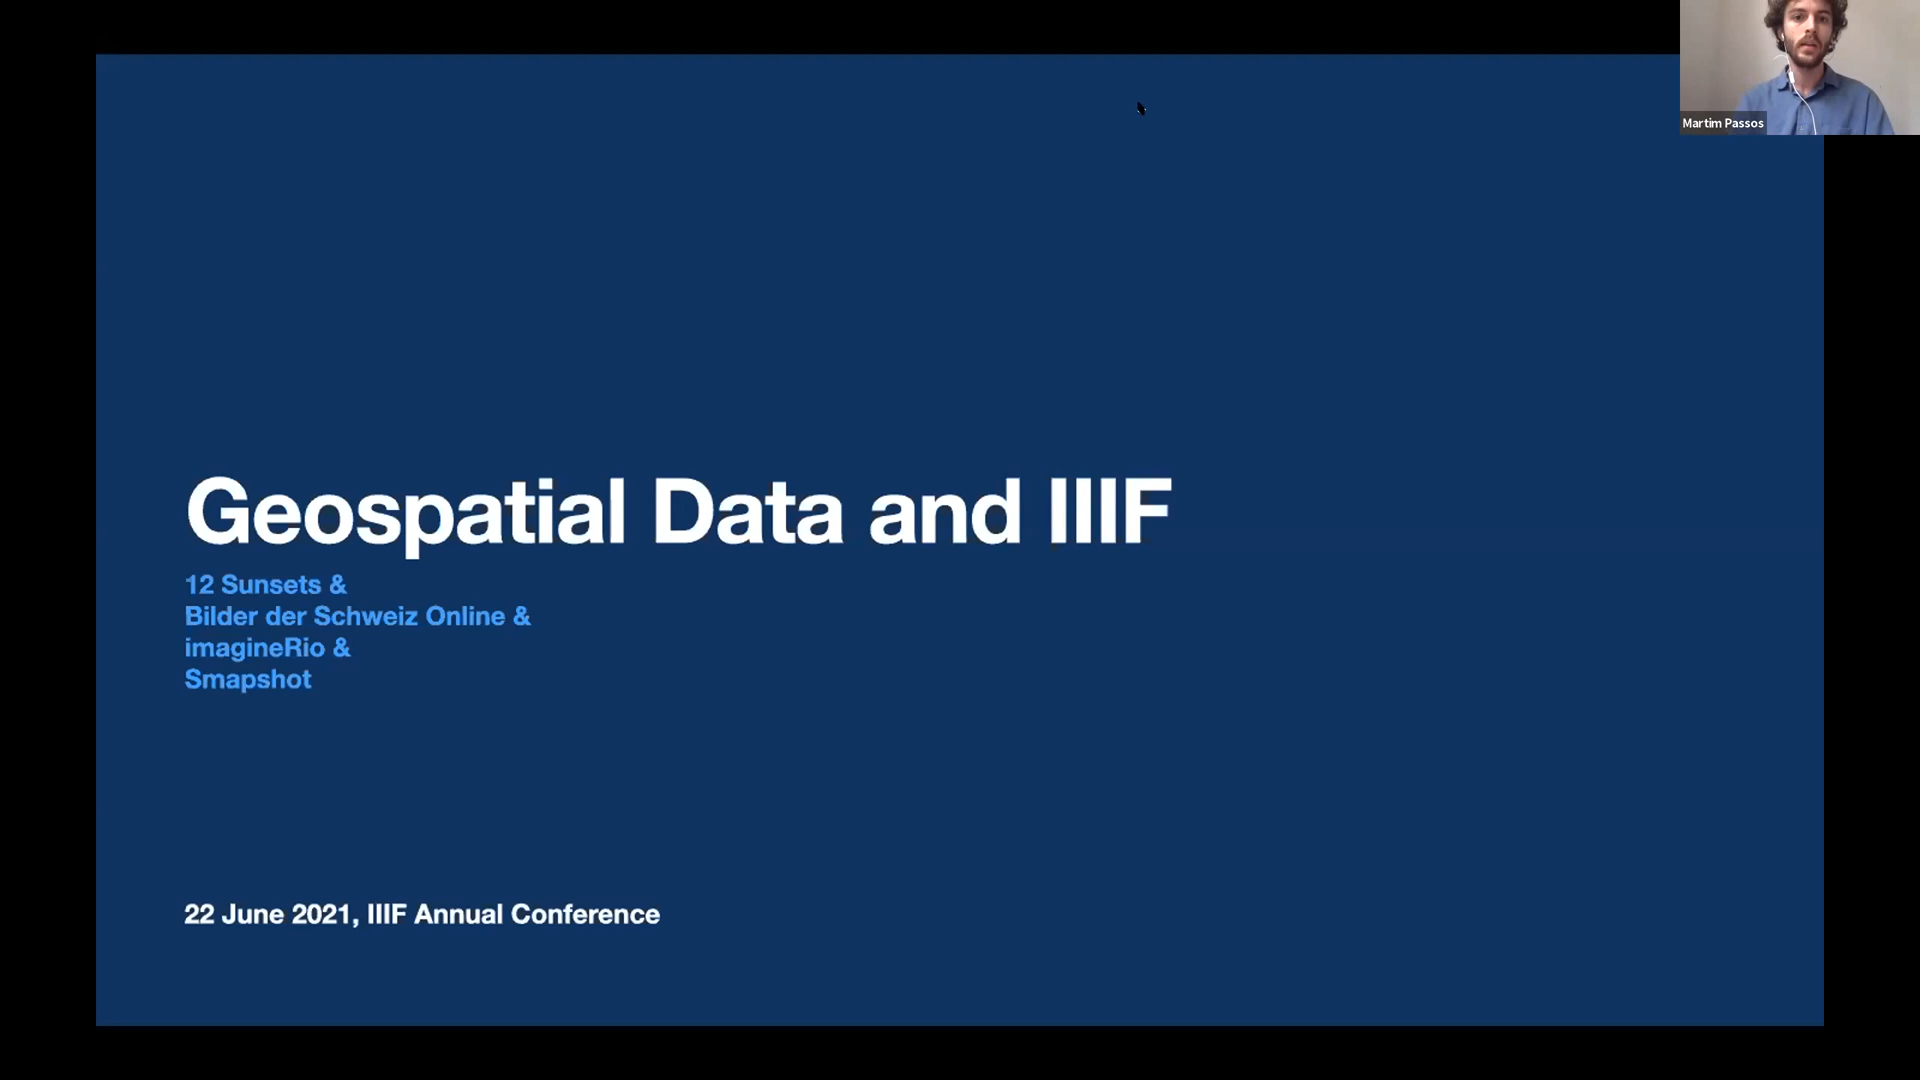 Martim Passos
Geospatial Data and IIIF
12 Sunsets &
Bilder der Schweiz Online &
imagineRio &
Smapshot
22 June 2021, IIIF Annual Conference